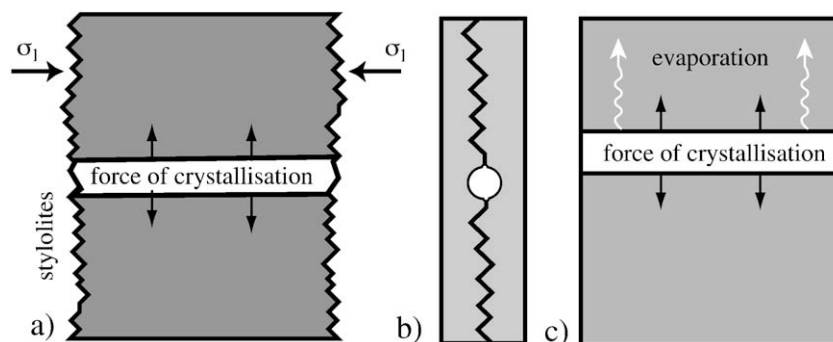 σ1
σ1
force of crystallisation
stylolites
a)
b)
evaporation
force of crystallisation
c)